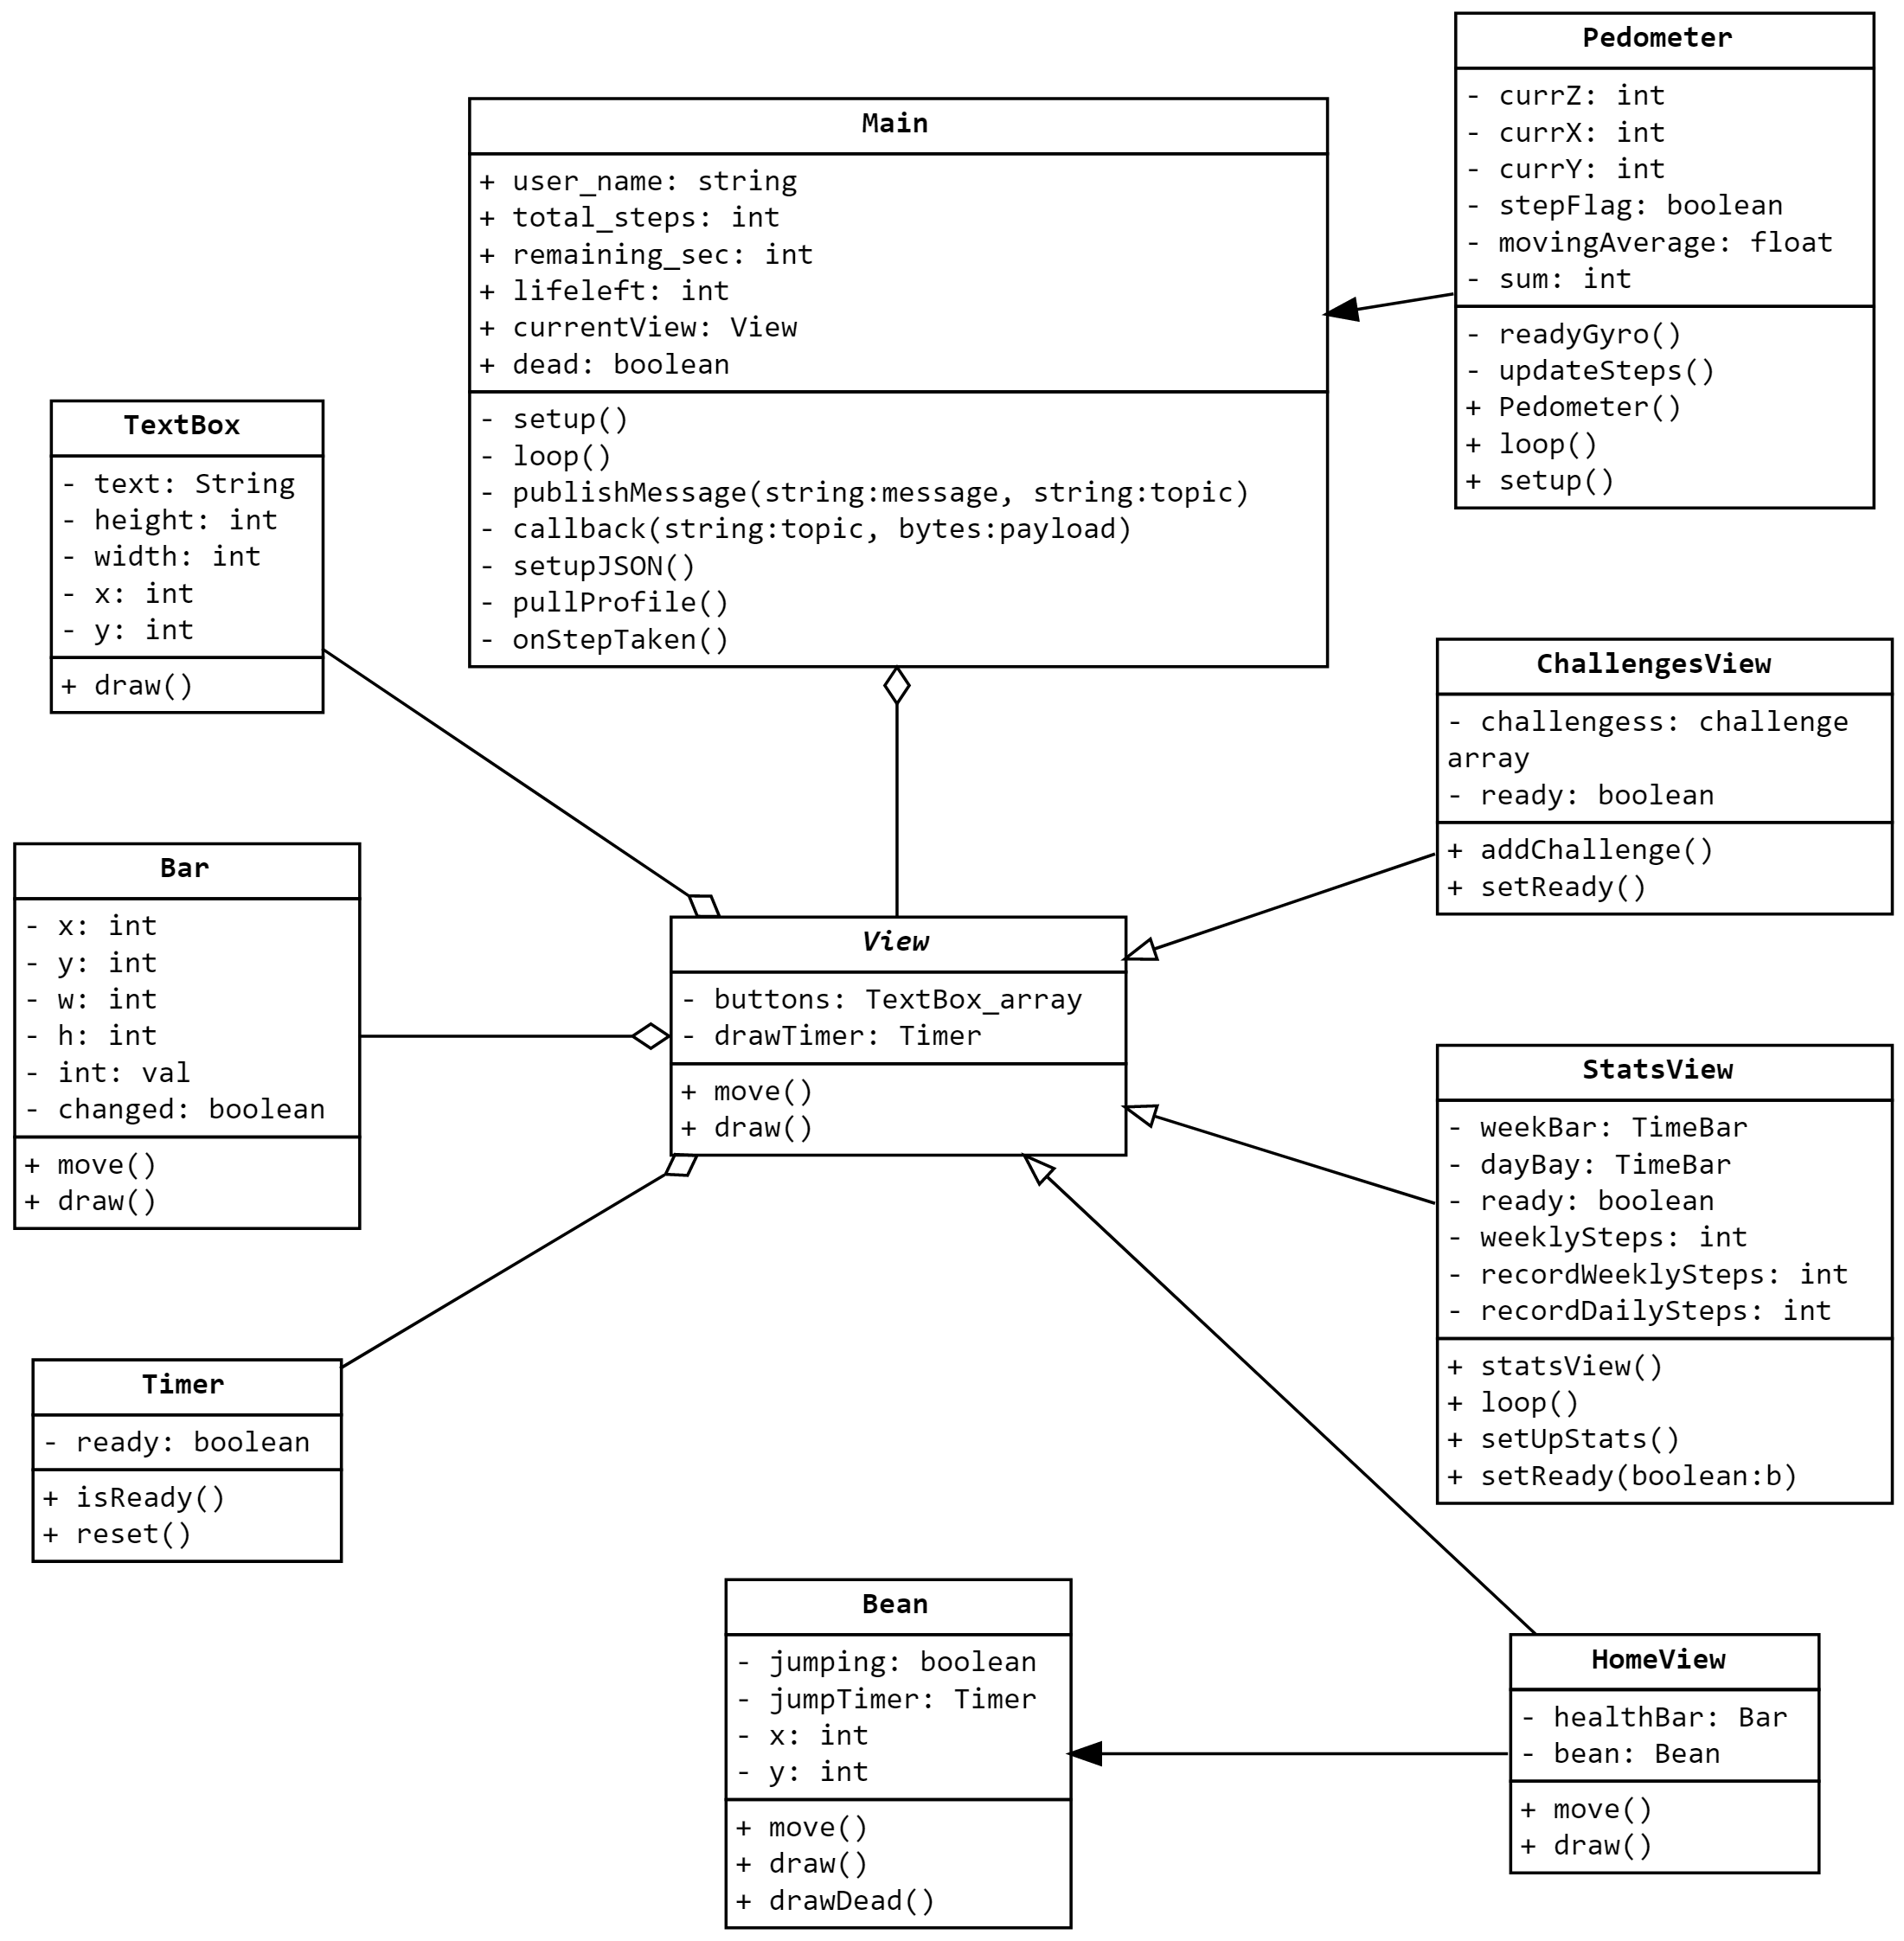 Pedometer
- currZ: int
- currX: int
- currY: int
- stepFlag: boolean
- movingAverage: float
- sum: int
- readyGyro()
- updateSteps()
+ Pedometer()
+ loop()
+ setup()
Main
+ user_name: string
+ total_steps: int
+ remaining_sec: int
+ lifeleft: int
+ currentView: View
+ dead: boolean
- setup()
- loop()
- publishMessage(string:message, string:topic)
- callback(string:topic, bytes:payload)
- setupJSON()
- pullProfile()
- onStepTaken()
TextBox
- text: String
- height: int
- width: int
- x: int
- y: int
+ draw()
ChallengesView
- challengess: challenge
array
- ready: boolean
+ addChallenge()
+ setReady()
Bar
- x: int
- y: int
- w: int
- h: int
- int: val
- changed: boolean
+ move()
+ draw()
View
- buttons: TextBox_array
- drawTimer: Timer
+ move()
+ draw()
StatsView
- weekBar: TimeBar
- dayBay: TimeBar
- ready: boolean
- weeklySteps: int
- recordWeeklySteps: int
- recordDailySteps: int
+ statsView()
+ loop()
+ setUpStats()
+ setReady(boolean:b)
Timer
- ready: boolean
+ isReady()
+ reset()
Bean
- jumping: boolean
- jumpTimer: Timer
- x: int
- y: int
+ move()
+ draw()
+ drawDead()
HomeView
- healthBar: Bar
- bean: Bean
+ move()
+ draw()